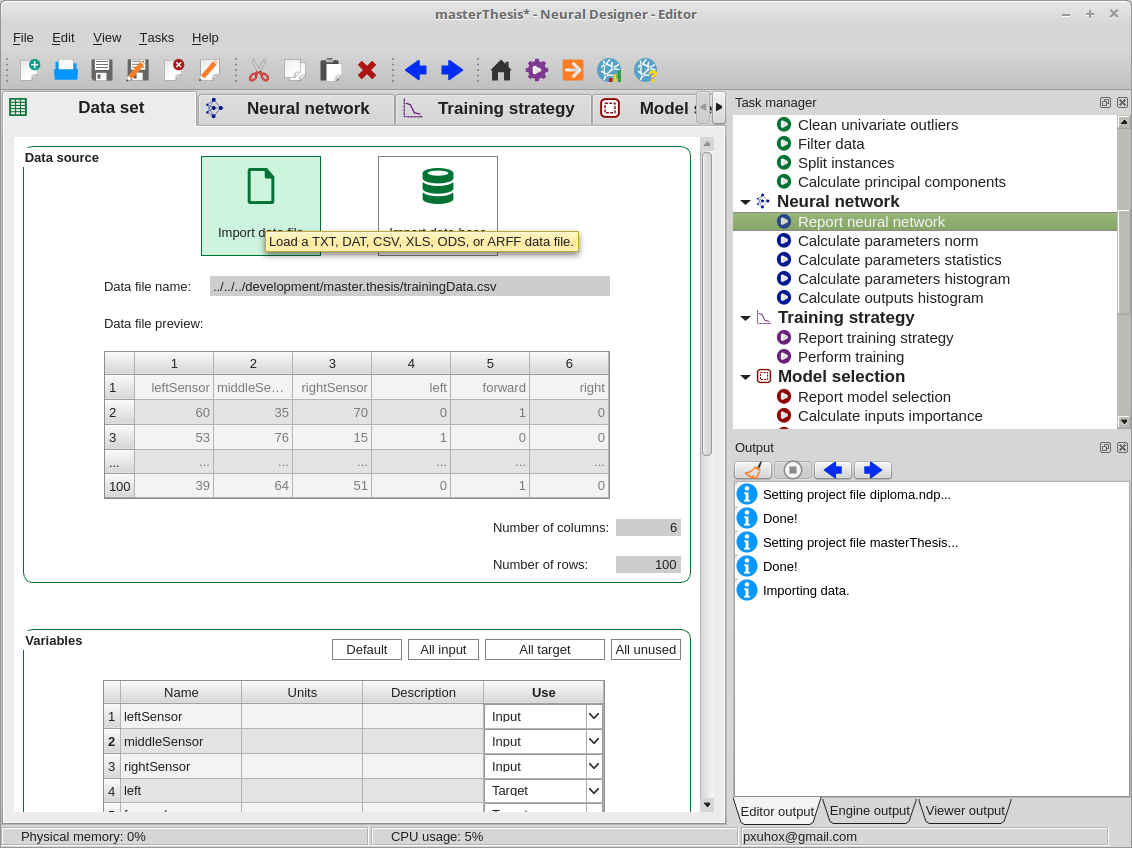 masterThesis* - Neural Designer - Editor
File Edit View Tasks Help
Data set
Neural network
Training strategy
Model se
Data source
Import data file
Load a TXT, DAT, CSV, XLS, ODS, or ARFF data file.
Data file name: ../../../development/master.thesis/trainingData.csv
Data file preview:
1 2 3 4 5 6
1 leftSensor middleSe... rightSensor left forward right
2 60 35 70 0 1 0
3 53 76 15 1 0 0
... ... ... ... ... ... ...
100 39 64 51 0 1 0
Number of columns: 6
Number of rows: 100
Variables
Default All input All target All unused
Name Units Description Use
1 leftSensor Input
2 middleSensor Input
3 rightSensor Input
4 left Target
Task manager
Clean univariate outliers
Filter data
Split instances
Calculate principal components
Neural network
Report neural network
Calculate parameters norm
Calculate parameters statistics
Calculate parameters histogram
Calculate outputs histogram
Training strategy
Report training strategy
Perform training
Model selection
Report model selection
Calculate inputs importance
Output
Setting project file diploma.ndp...
Done!
Setting project file masterThesis...
Done!
Importing data.
Editor output Engine output Viewer output
Physical memory: 0% CPU usage: 5% pxuhox@gmail.com